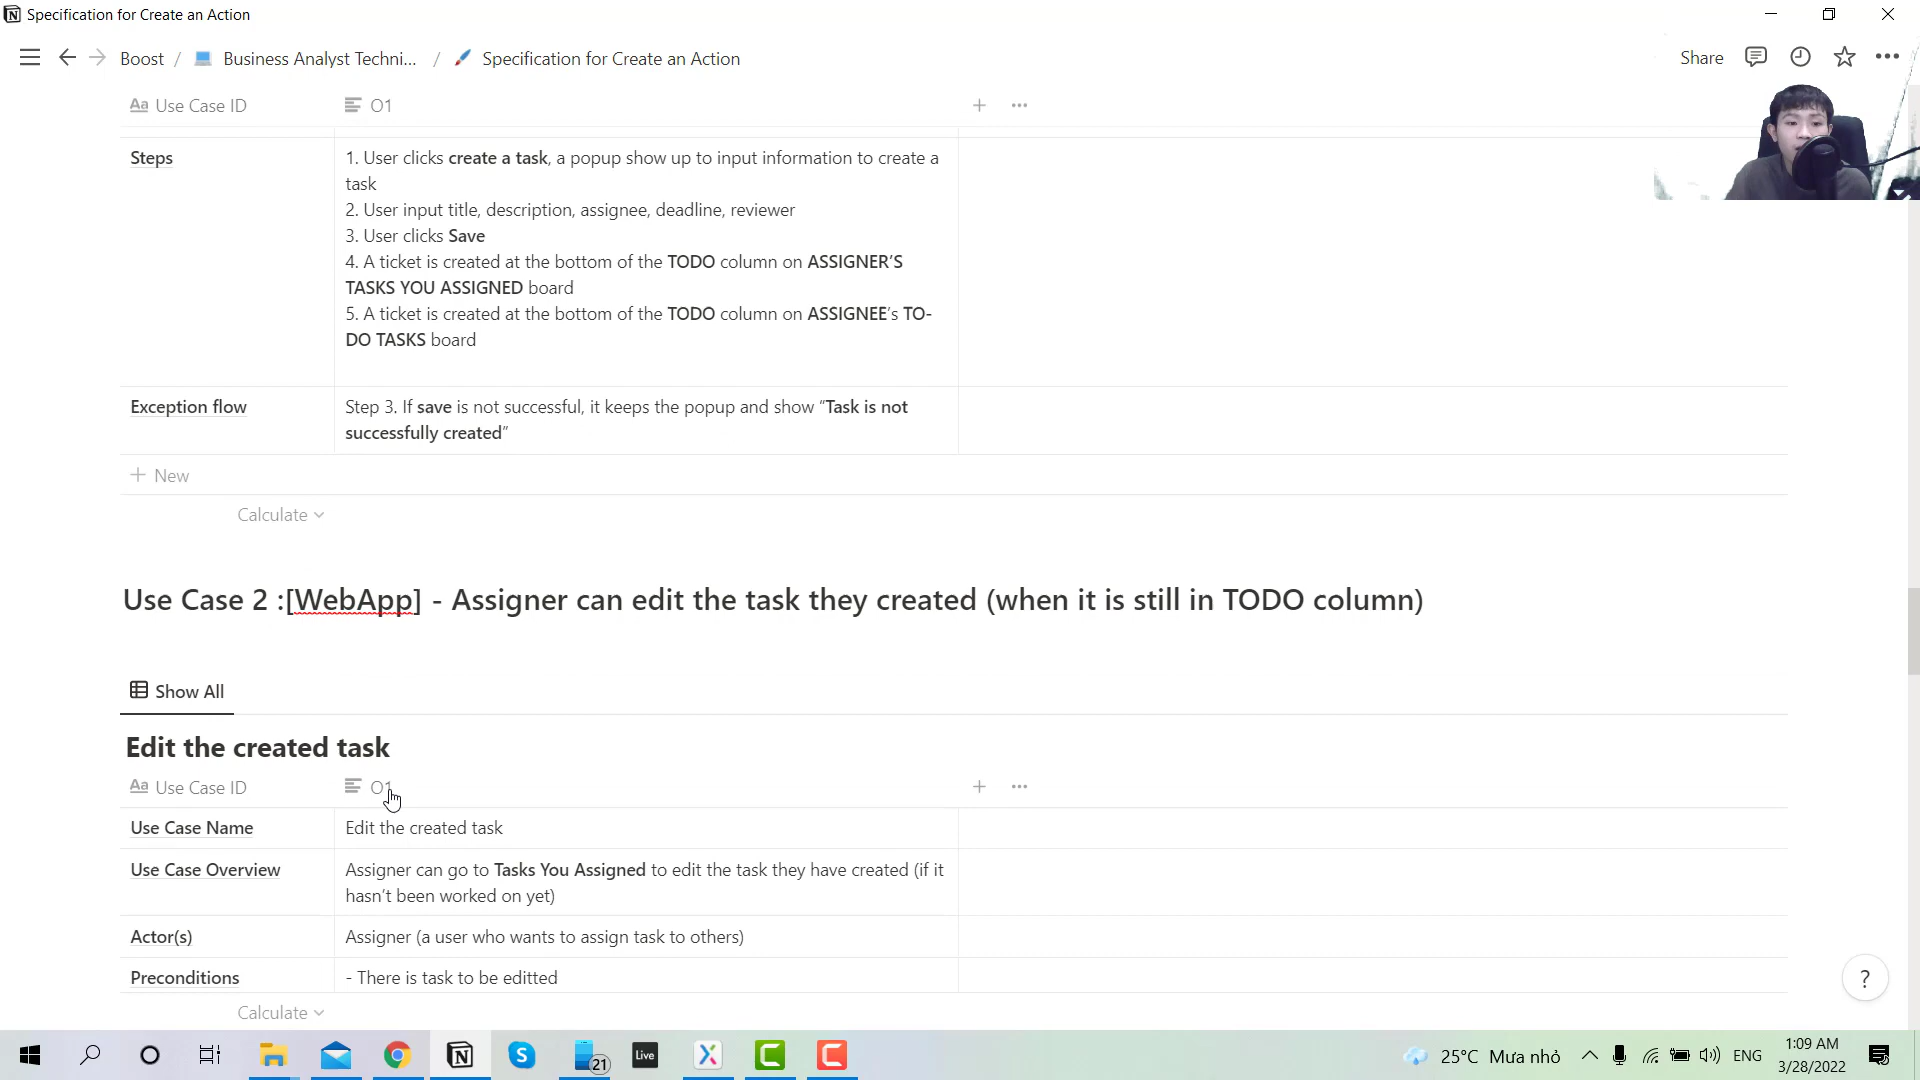 Specification for Create an Action
Boost / Business Analyst Techni... / Specification for Create an Action
Share
Aa Use Case ID O1
Steps
1. User clicks create a task, a popup show up to input information to create a
task
2. User input title, description, assignee, deadline, reviewer
3. User clicks Save
4. A ticket is created at the bottom of the TODO column on ASSIGNER'S
TASKS YOU ASSIGNED board
5. A ticket is created at the bottom of the TODO column on ASSIGNEE's TO-
DO TASKS board
Exception flow
Step 3. If save is not successful, it keeps the popup and show “Task is not
successfully created”
+ New
Calculate
Use Case 2 :[WebApp] - Assigner can edit the task they created (when it is still in TODO column)
Show All
Edit the created task
Aa Use Case ID O1
Use Case Name Edit the created task
Use Case Overview
Assigner can go to Tasks You Assigned to edit the task they have created (if it
hasn't been worked on yet)
Actor(s) Assigner (a user who wants to assign task to others)
Preconditions - There is task to be editted
Calculate
?
21
Live
25°C Mưa nhỏ
ENG
1:09 AM
3/28/2022